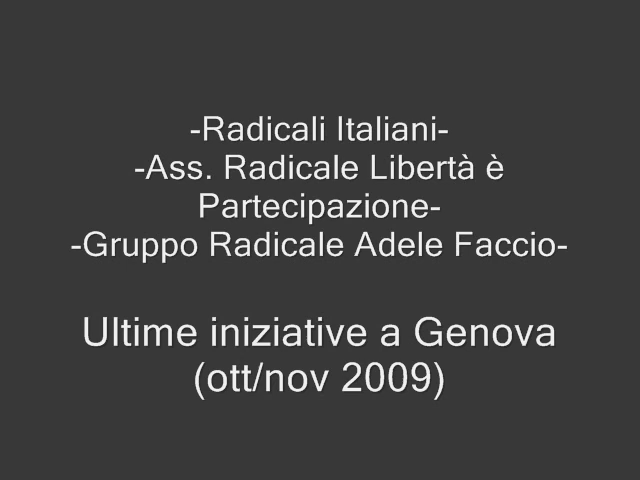 -Radicali Italiani-
-Ass. Radicale Libertà è
Partecipazione-
-Gruppo Radicale Adele Faccio-
Ultime iniziative a Genova
(ott/nov 2009)